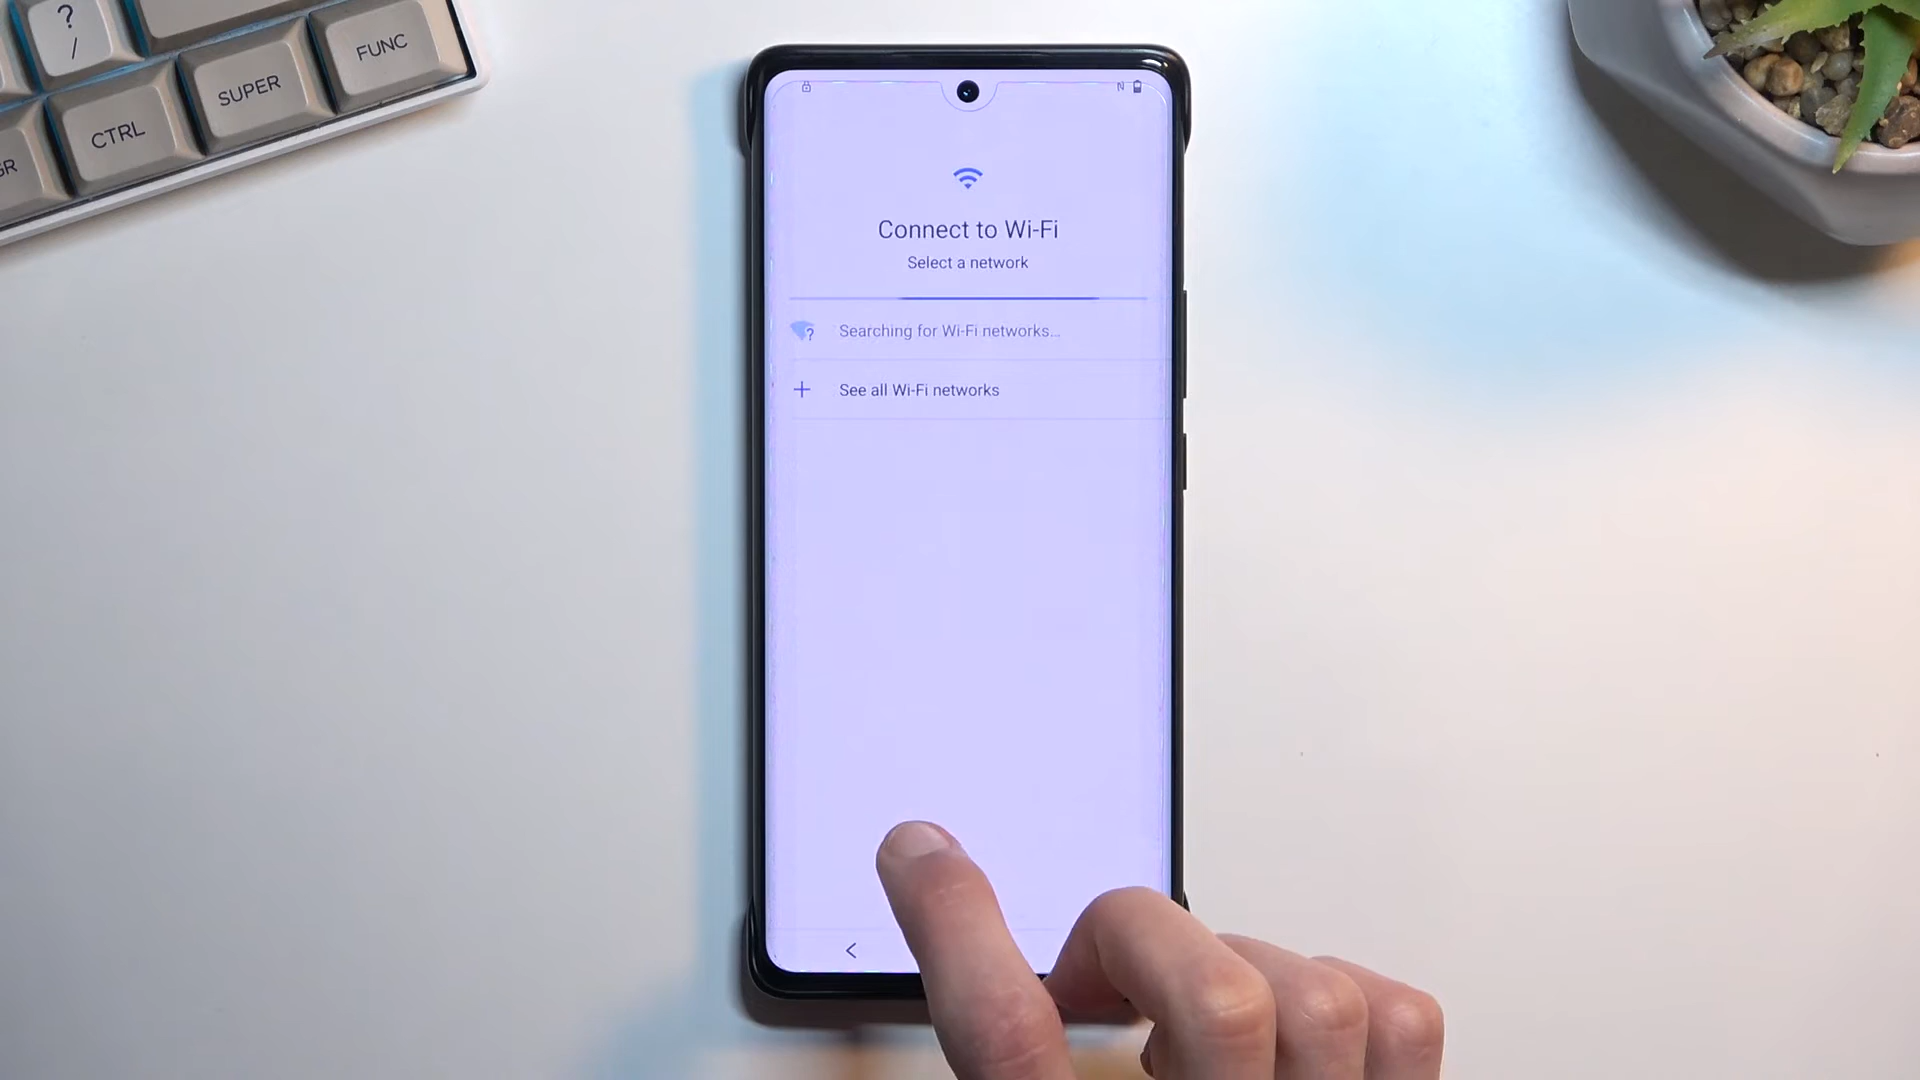 ?
/
FUNC
SUPER
CTRL
GR
N
Connect to Wi-Fi
Select a network
?
Searching for Wi-Fi networks...
See all Wi-Fi networks